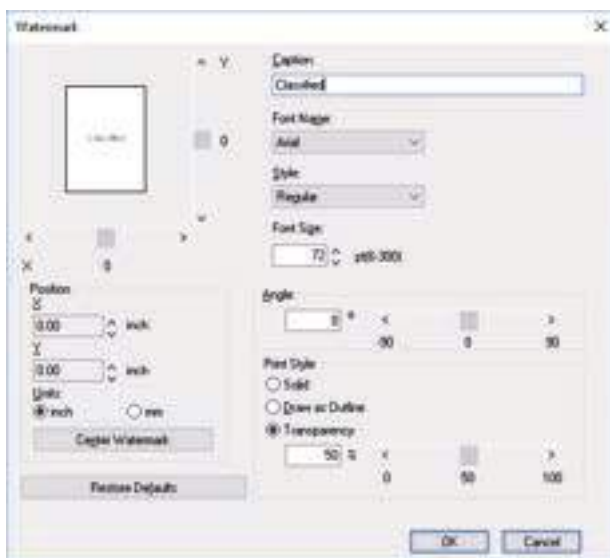 Watermark
Y
0
X
0
Caption:
Classified
Font Name:
Arial
Style:
Regular
Font Size:
72 pt(6-300)
Position
X
0.00 inch
Y
0.00 inch
Units:
inch mm
Center Watermark
Restore Defaults
Angle:
0 °
-90 0 90
Print Style
Solid
Draw as Outline
Transparency
50 %
0 50 100
OK Cancel